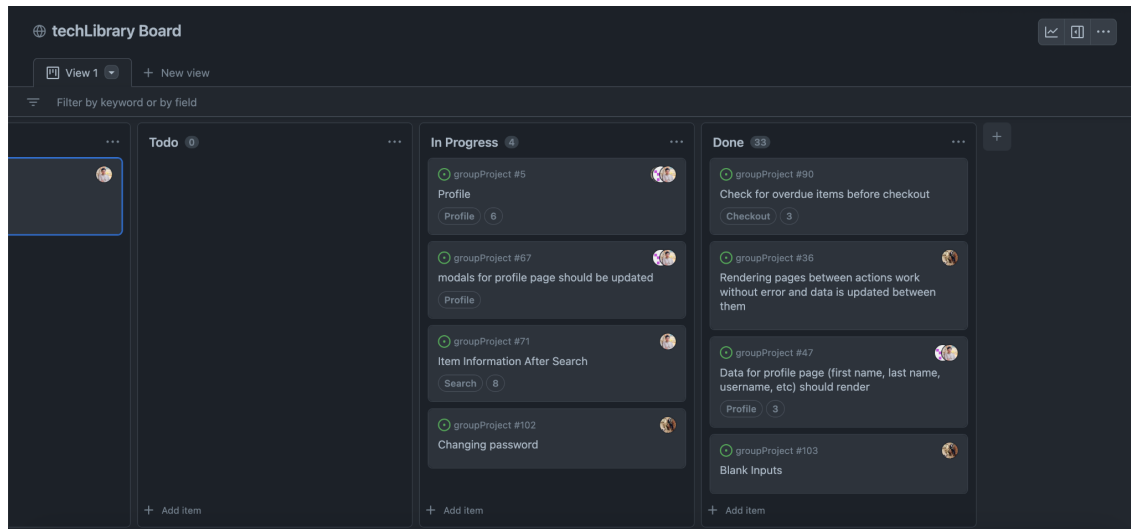 techLibrary Board
View 1
New view
Filter by keyword or by field
Todo 0
Add item
In Progress 4
groupProject #5
Profile
Profile 6
groupProject #67
modals for profile page should be updated
Profile
groupProject #71
Item Information After Search
Search 8
groupProject #102
Changing password
Add item
Done 33
groupProject #90
Check for overdue items before checkout
Checkout 3
groupProject #36
Rendering pages between actions work
without error and data is updated between
them
groupProject #47
Data for profile page (first name, last name,
username, etc) should render
Profile 3
groupProject #103
Blank Inputs
Add item